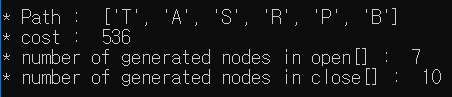 * Path :  ['T', 'A', 'S', 'R', 'P', 'B']
* cost :  536
* number of generated nodes in open[] :  7
* number of generated nodes in close[] :  10